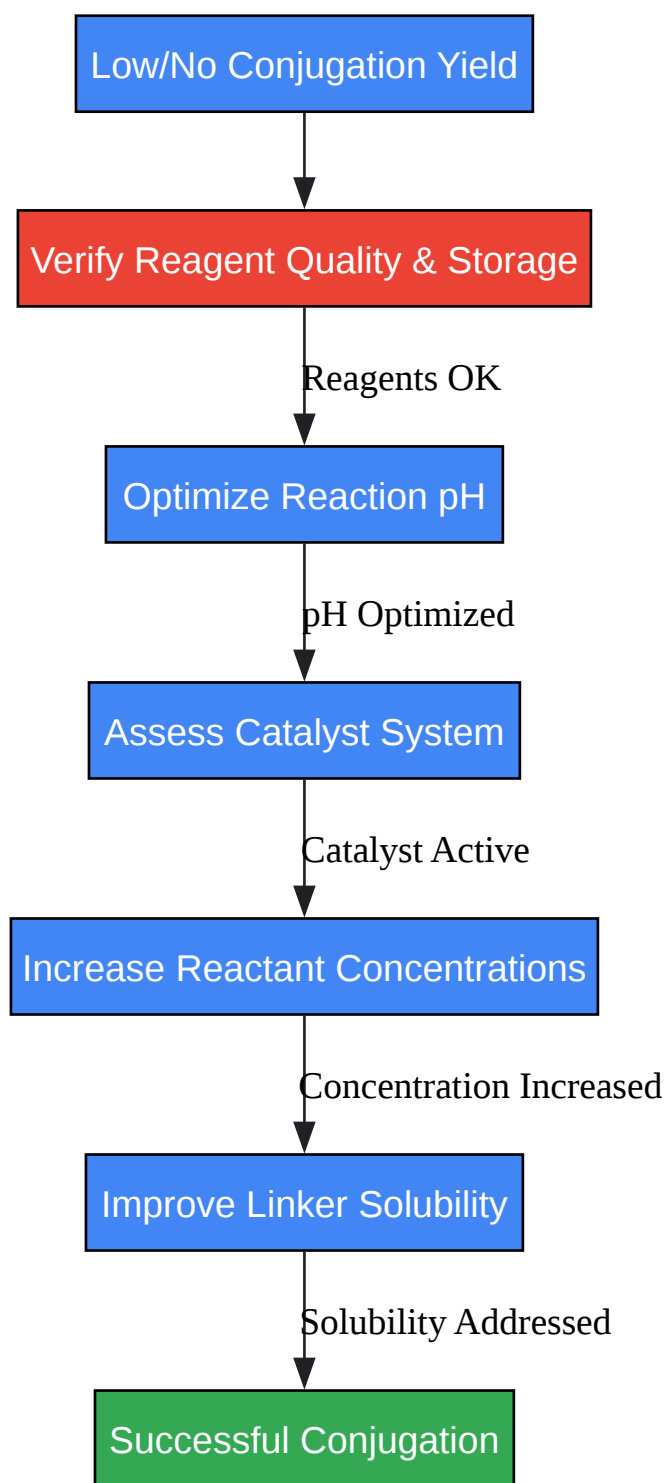 Low/No Conjugation Yield
Verify Reagent Quality & Storage
Reagents OK
Optimize Reaction pH
pH Optimized
Assess Catalyst System
Catalyst Active
Increase Reactant Concentrations
Concentration Increased
Improve Linker Solubility
Solubility Addressed
Successful Conjugation